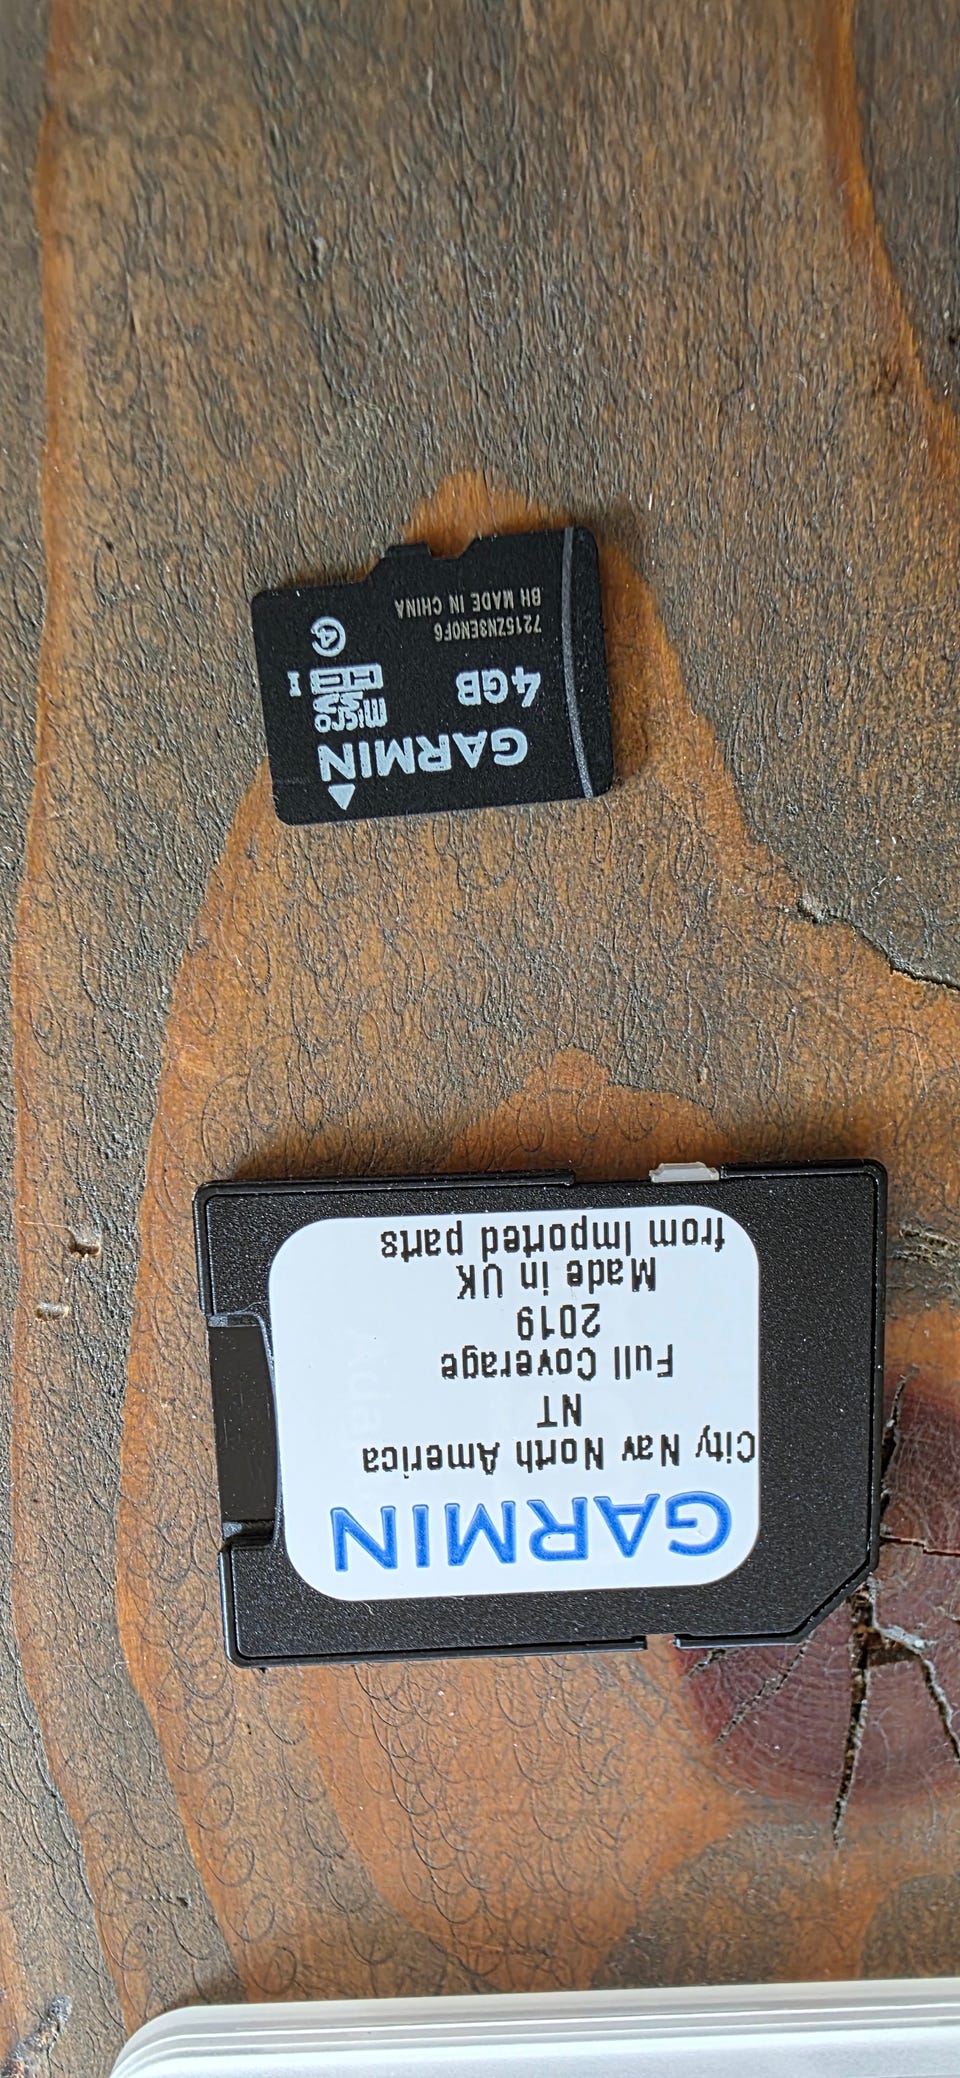 GARMIN
City Nav North America
NT
Full Coverage
2019
Made in UK
from Imported parts
GARMIN
micro
HC I
4GB
4
7215ZN3EN0F6
BH MADE IN CHINA